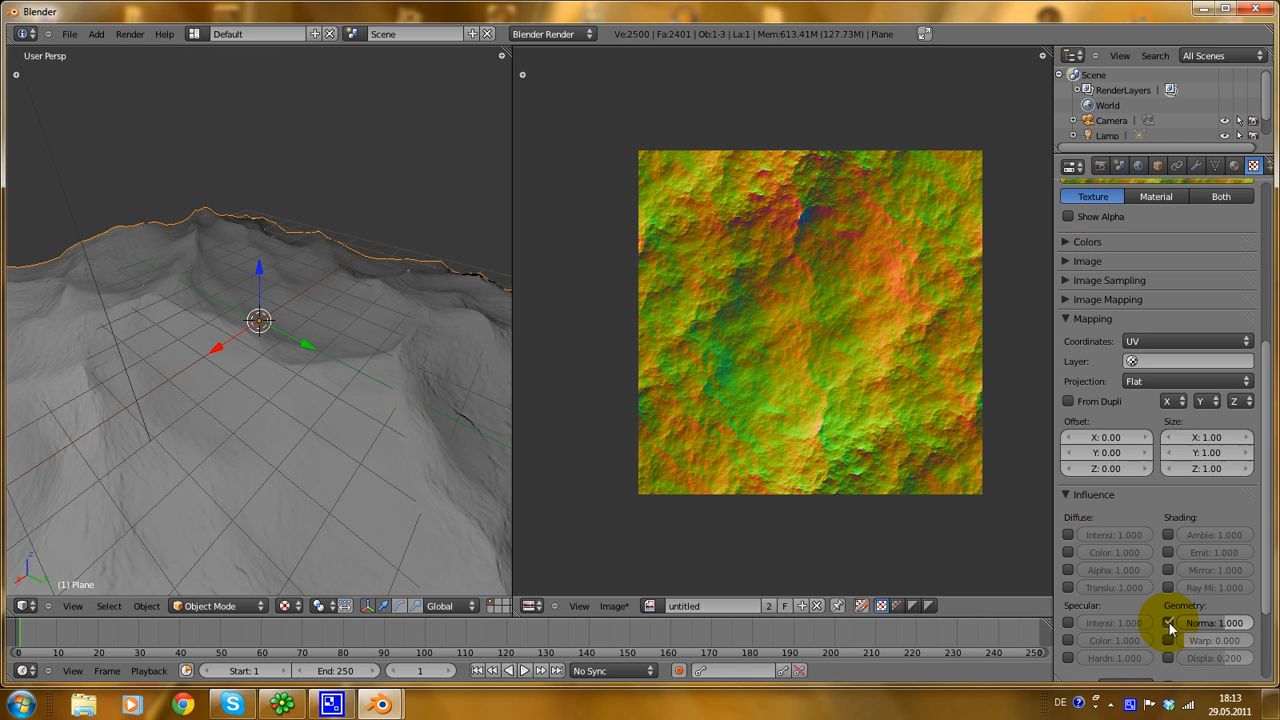 Blender
File Add Render Help Default Scene Blender Render Ve:2500 | Fa:2401 | Ob:1-3 | La:1 | Mem:613.41M (127.73M) | Plane
User Persp
View Search All Scenes
Scene
RenderLayers |
World
Camera |
Lamp |
Texture Material Both
Show Alpha
Colors
Image
Image Sampling
Image Mapping
Mapping
Coordinates: UV
Layer:
Projection: Flat
From Dupli X Y Z
Offset: Size:
X: 0.00 X: 1.00
Y: 0.00 Y: 1.00
Z: 0.00 Z: 1.00
Influence
Diffuse: Shading:
Intensi: 1.000 Ambie: 1.000
Color: 1.000 Emit: 1.000
Alpha: 1.000 Mirror: 1.000
Translu: 1.000 Ray Mi: 1.000
Specular: Geometry:
Intensi: 1.000 Norma: 1.000
Color: 1.000 Warp: 0.000
Hardn: 1.000 Displa: 0.200
z
(1) Plane
View Select Object Object Mode Global
View Image* untitled 2 F
0 10 20 30 40 50 60 70 80 90 100 110 120 130 140 150 160 170 180 190 200 210 220 230 240 250
View Frame Playback Start: 1 End: 250 1 No Sync
DE 18:13
29.05.2011